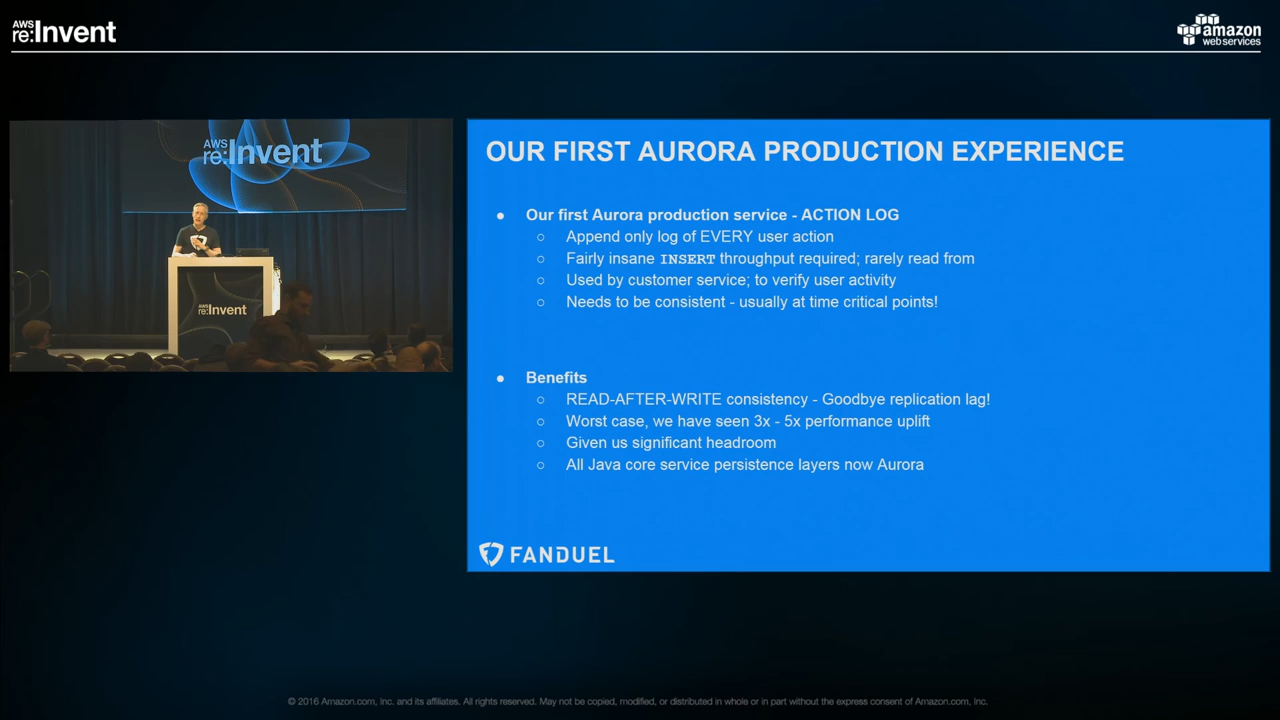 AWS
re:Invent
amazon
web services
AWS
re:Invent
AWS
re:Invent
OUR FIRST AURORA PRODUCTION EXPERIENCE
● Our first Aurora production service - ACTION LOG
○ Append only log of EVERY user action
○ Fairly insane INSERT throughput required; rarely read from
○ Used by customer service; to verify user activity
○ Needs to be consistent - usually at time critical points!
● Benefits
○ READ-AFTER-WRITE consistency - Goodbye replication lag!
○ Worst case, we have seen 3x - 5x performance uplift
○ Given us significant headroom
○ All Java core service persistence layers now Aurora
FANDUEL
© 2016 Amazon.com, Inc. and its affiliates. All rights reserved. May not be copied, modified, or distributed in whole or in part without the express consent of Amazon.com, Inc.